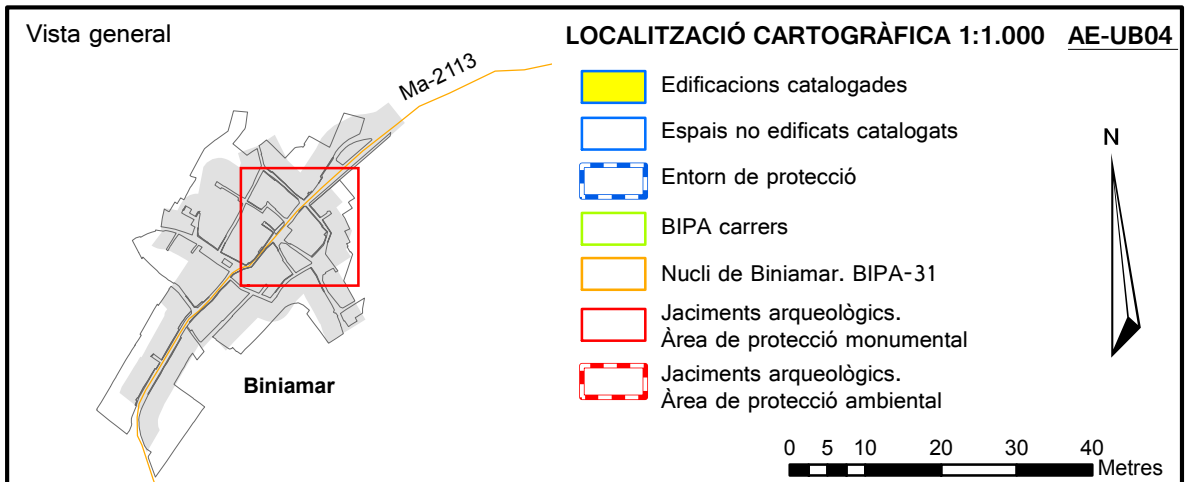 Vista general
LOCALITZACIÓ CARTOGRÀFICA 1:1.000 AE-UB04
Ma-2113
Biniamar
Edificacions catalogades
Espais no edificats catalogats
Entorn de protecció
BIPA carrers
Nucli de Biniamar. BIPA-31
Jaciments arqueològics.
Àrea de protecció monumental
Jaciments arqueològics.
Àrea de protecció ambiental
N
0 5 10 20 30 40
Metres